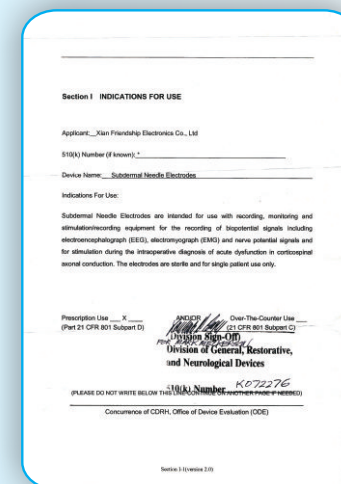 Section I INDICATIONS FOR USE
Applicant:__Xian Friendship Electronics Co., Ltd
510(k) Number (if known): *
Device Name: Subdermal Needle Electrodes
Indications For Use:
Subdermal Needle Electrodes are intended for use with recording, monitoring and
stimulation/recording equipment for the recording of biopotential signals including
electroencephalograph (EEG), electromyograph (EMG) and nerve potential signals and
for stimulation during the intraoperative diagnosis of acute dysfunction in corticospinal
axonal conduction. The electrodes are sterile and for single patient use only.
Prescription Use ___ X ____ AND/OR Over-The-Counter Use ___
(Part 21 CFR 801 Subpart D) (21 CFR 801 Subpart C)
(Division Sign-Off)
Division of General, Restorative,
and Neurological Devices
510(k) Number K072276
(PLEASE DO NOT WRITE BELOW THIS LINE-CONTINUE ON ANOTHER PAGE IF NEEDED)
Concurrence of CDRH, Office of Device Evaluation (ODE)
Section I-1(version 2.0)